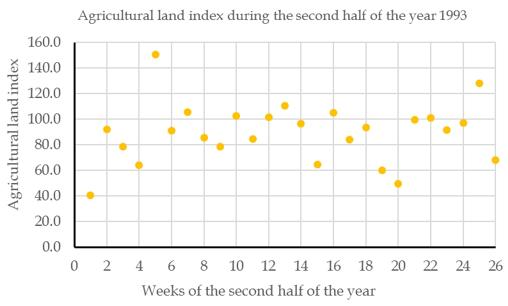 Agricultural land index during the second half of the year 1993
Agricultural land index
160.0
140.0
120.0
100.0
80.0
60.0
40.0
20.0
0.0
0 2 4 6 8 10 12 14 16 18 20 22 24 26
Weeks of the second half of the year